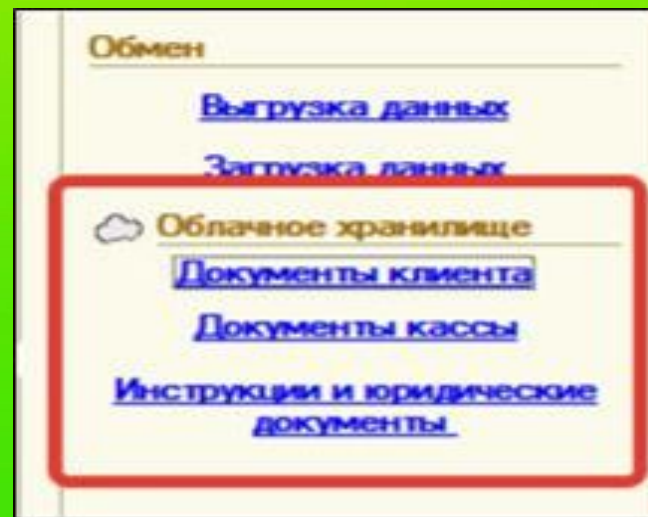 Обмен
Выгрузка данных
Загрузка данных
Облачное хранилище
Документы клиента
Документы кассы
Инструкции и юридические
документы